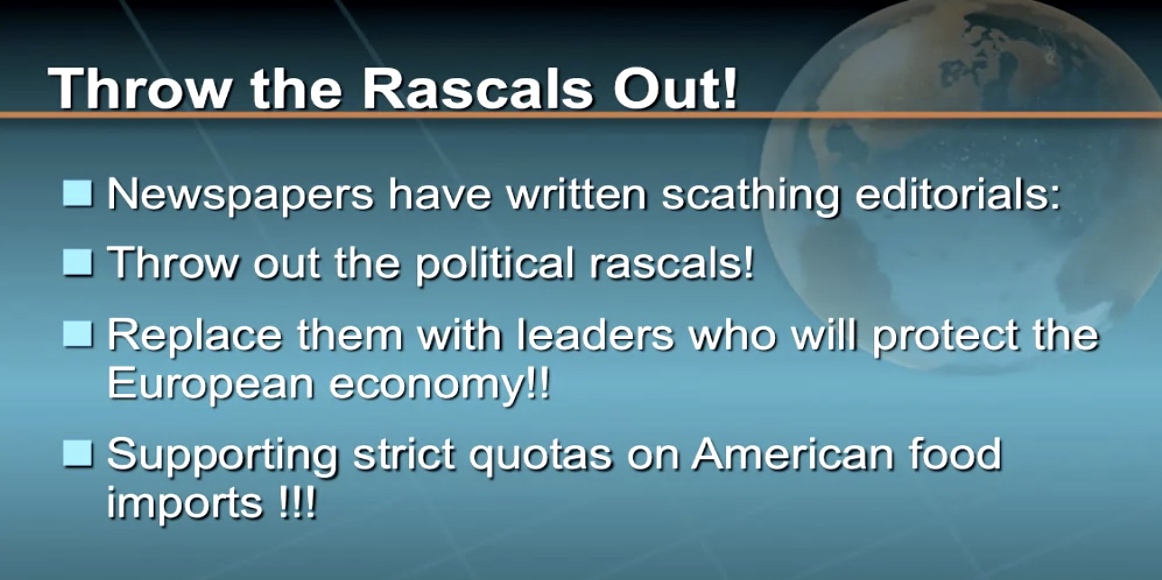 Throw the Rascals Out!
Newspapers have written scathing editorials:
Throw out the political rascals!
Replace them with leaders who will protect the
European economy!!
Supporting strict quotas on American food
imports !!!